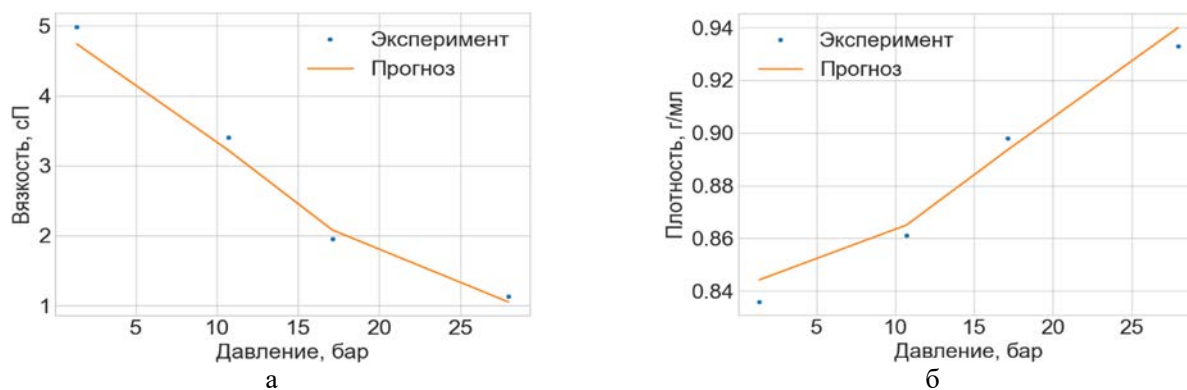 5
4
3
2
1
Вязкость, сП
Эксперимент
Прогноз
5 10 15 20 25
Давление, бар
а
0.94
0.92
0.90
0.88
0.86
0.84
Плотность, г/мл
Эксперимент
Прогноз
5 10 15 20 25
Давление, бар
б